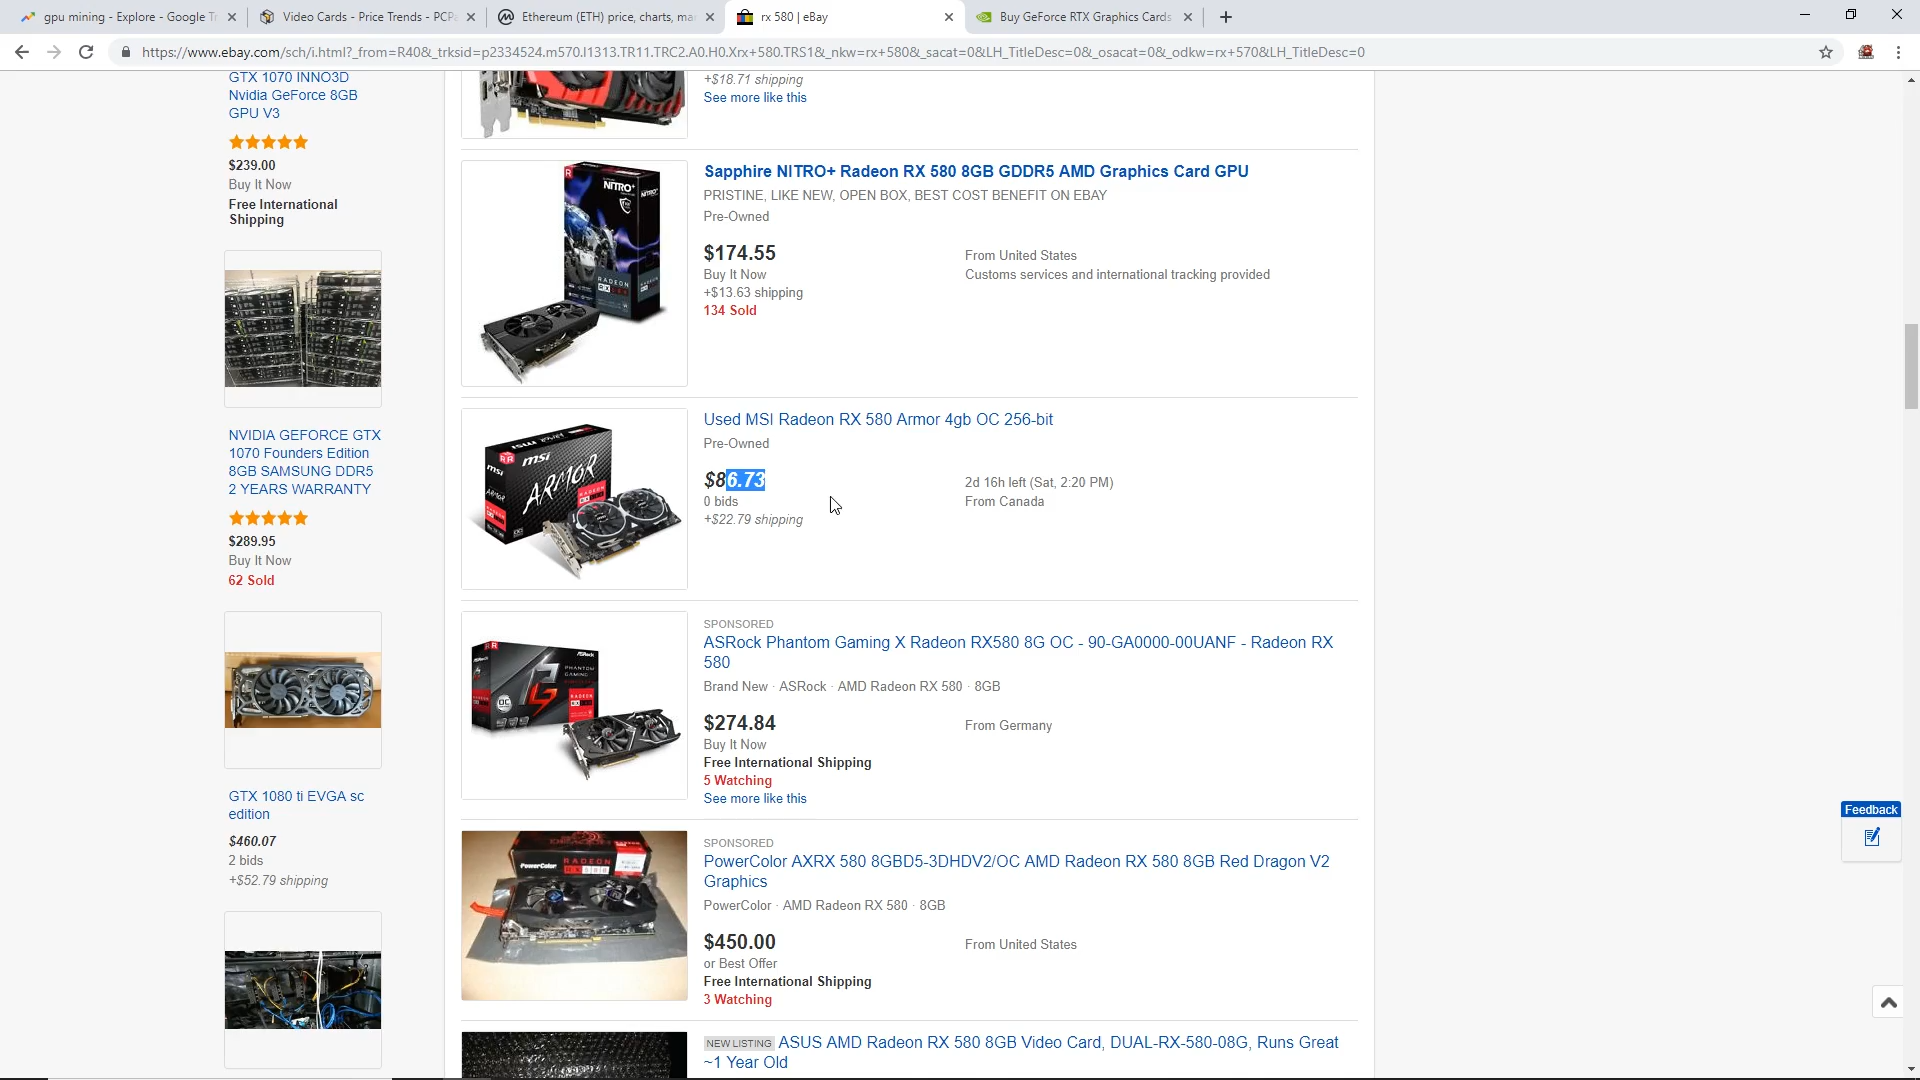 gpu mining - Explore - Google Tr
Video Cards - Price Trends - PCPa
Ethereum (ETH) price, charts, ma
rx 580 | eBay
Buy GeForce RTX Graphics Cards
https://www.ebay.com/sch/i.html?_from=R40&_trksid=p2334524.m570.l1313.TR11.TRC2.A0.H0.Xrx+580.TRS1&_nkw=rx+580&_sacat=0&LH_TitleDesc=0&_osacat=0&_odkw=rx+570&LH_TitleDesc=0
GTX 1070 INNO3D
Nvidia GeForce 8GB
GPU V3
$239.00
Buy It Now
Free International
Shipping
NVIDIA GEFORCE GTX
1070 Founders Edition
8GB SAMSUNG DDR5
2 YEARS WARRANTY
$289.95
Buy It Now
62 Sold
GTX 1080 ti EVGA sc
edition
$460.07
2 bids
+$52.79 shipping
+$18.71 shipping
See more like this
NITRO+
RADEON
Sapphire NITRO+ Radeon RX 580 8GB GDDR5 AMD Graphics Card GPU
PRISTINE, LIKE NEW, OPEN BOX, BEST COST BENEFIT ON EBAY
Pre-Owned
$174.55
From United States
Buy It Now
Customs services and international tracking provided
+$13.63 shipping
134 Sold
msi
ARMOR
Used MSI Radeon RX 580 Armor 4gb OC 256-bit
Pre-Owned
$86.73
2d 16h left (Sat, 2:20 PM)
0 bids
From Canada
+$22.79 shipping
ASRock
PHANTOM
GAMING
OC
RADEON
SPONSORED
ASRock Phantom Gaming X Radeon RX580 8G OC - 90-GA0000-00UANF - Radeon RX
580
Brand New · ASRock · AMD Radeon RX 580 · 8GB
$274.84
From Germany
Buy It Now
Free International Shipping
5 Watching
See more like this
PowerColor
RADEON
SPONSORED
PowerColor AXRX 580 8GBD5-3DHDV2/OC AMD Radeon RX 580 8GB Red Dragon V2
Graphics
PowerColor · AMD Radeon RX 580 · 8GB
$450.00
From United States
or Best Offer
Free International Shipping
3 Watching
NEW LISTING ASUS AMD Radeon RX 580 8GB Video Card, DUAL-RX-580-08G, Runs Great
~1 Year Old
Feedback